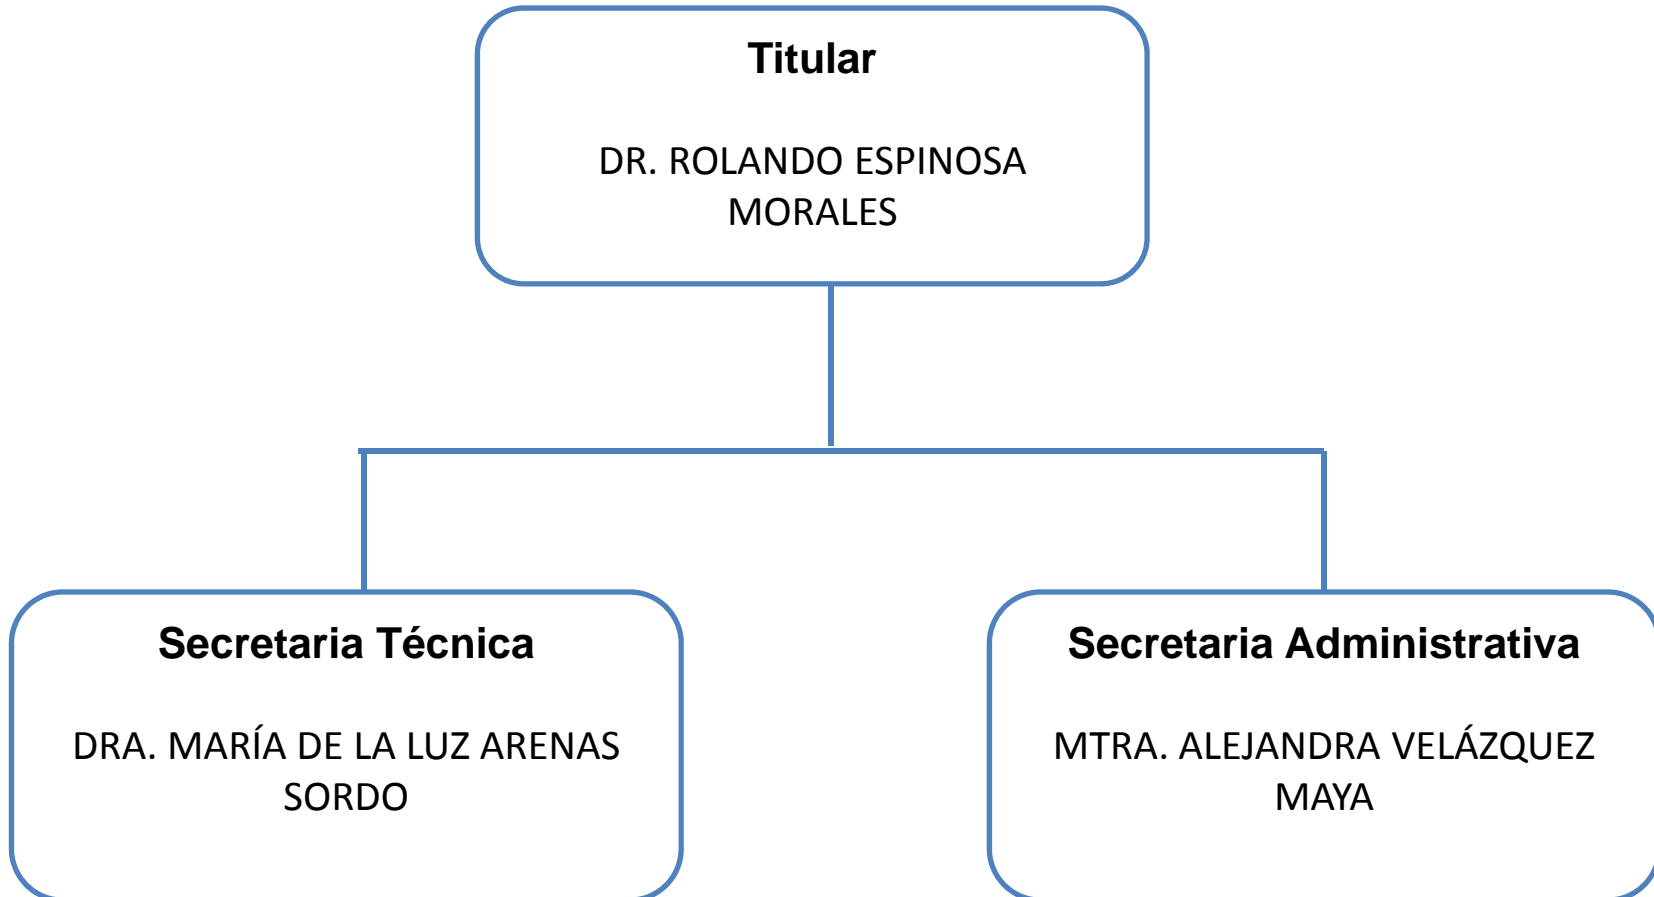 Titular
DR. ROLANDO ESPINOSA
MORALES
Secretaria Técnica
DRA. MARÍA DE LA LUZ ARENAS
SORDO
Secretaria Administrativa
MTRA. ALEJANDRA VELÁZQUEZ
MAYA